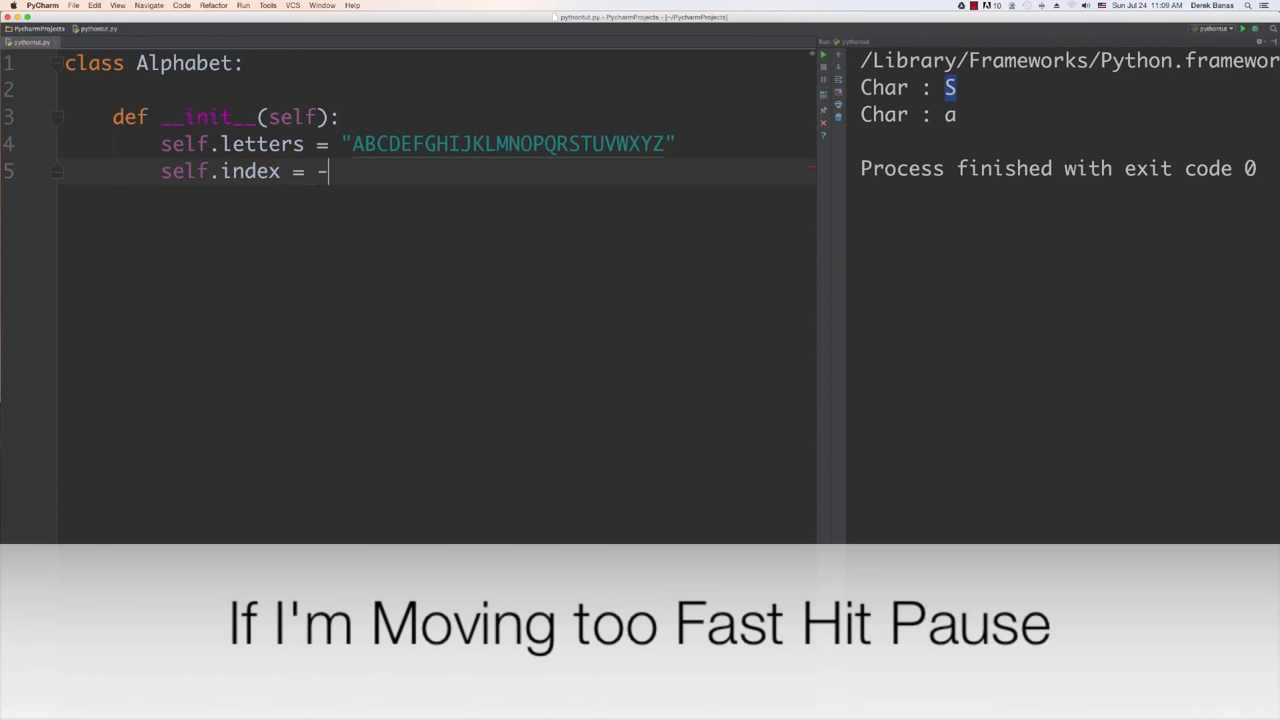 PyCharm File Edit View Navigate Code Refactor Run Tools VCS Window Help
10 Sun Jul 24 11:09 AM Derek Banas
pythontut.py - PycharmProjects - [~/PycharmProjects]
PycharmProjects pythontut.py
pythontut
pythontut.py
Run: pythontut
1 class Alphabet:
2
3 def __init__(self):
4 self.letters = "ABCDEFGHIJKLMNOPQRSTUVWXYZ"
5 self.index = -
/Library/Frameworks/Python.framewor
Char : S
Char : a
Process finished with exit code 0
If I'm Moving too Fast Hit Pause